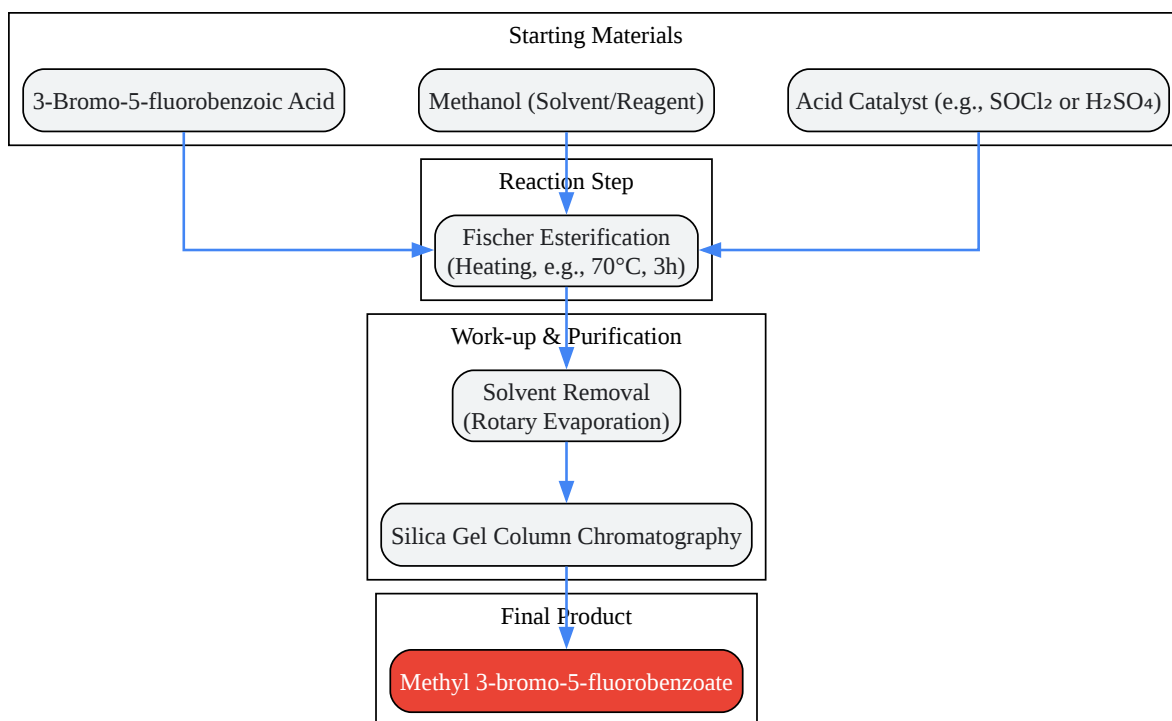 Starting Materials
3-Bromo-5-fluorobenzoic Acid
Methanol (Solvent/Reagent)
Acid Catalyst (e.g., SOCl₂ or H₂SO₄)
Reaction Step
Fischer Esterification
(Heating, e.g., 70°C, 3h)
Work-up & Purification
Solvent Removal
(Rotary Evaporation)
Silica Gel Column Chromatography
Final Product
Methyl 3-bromo-5-fluorobenzoate